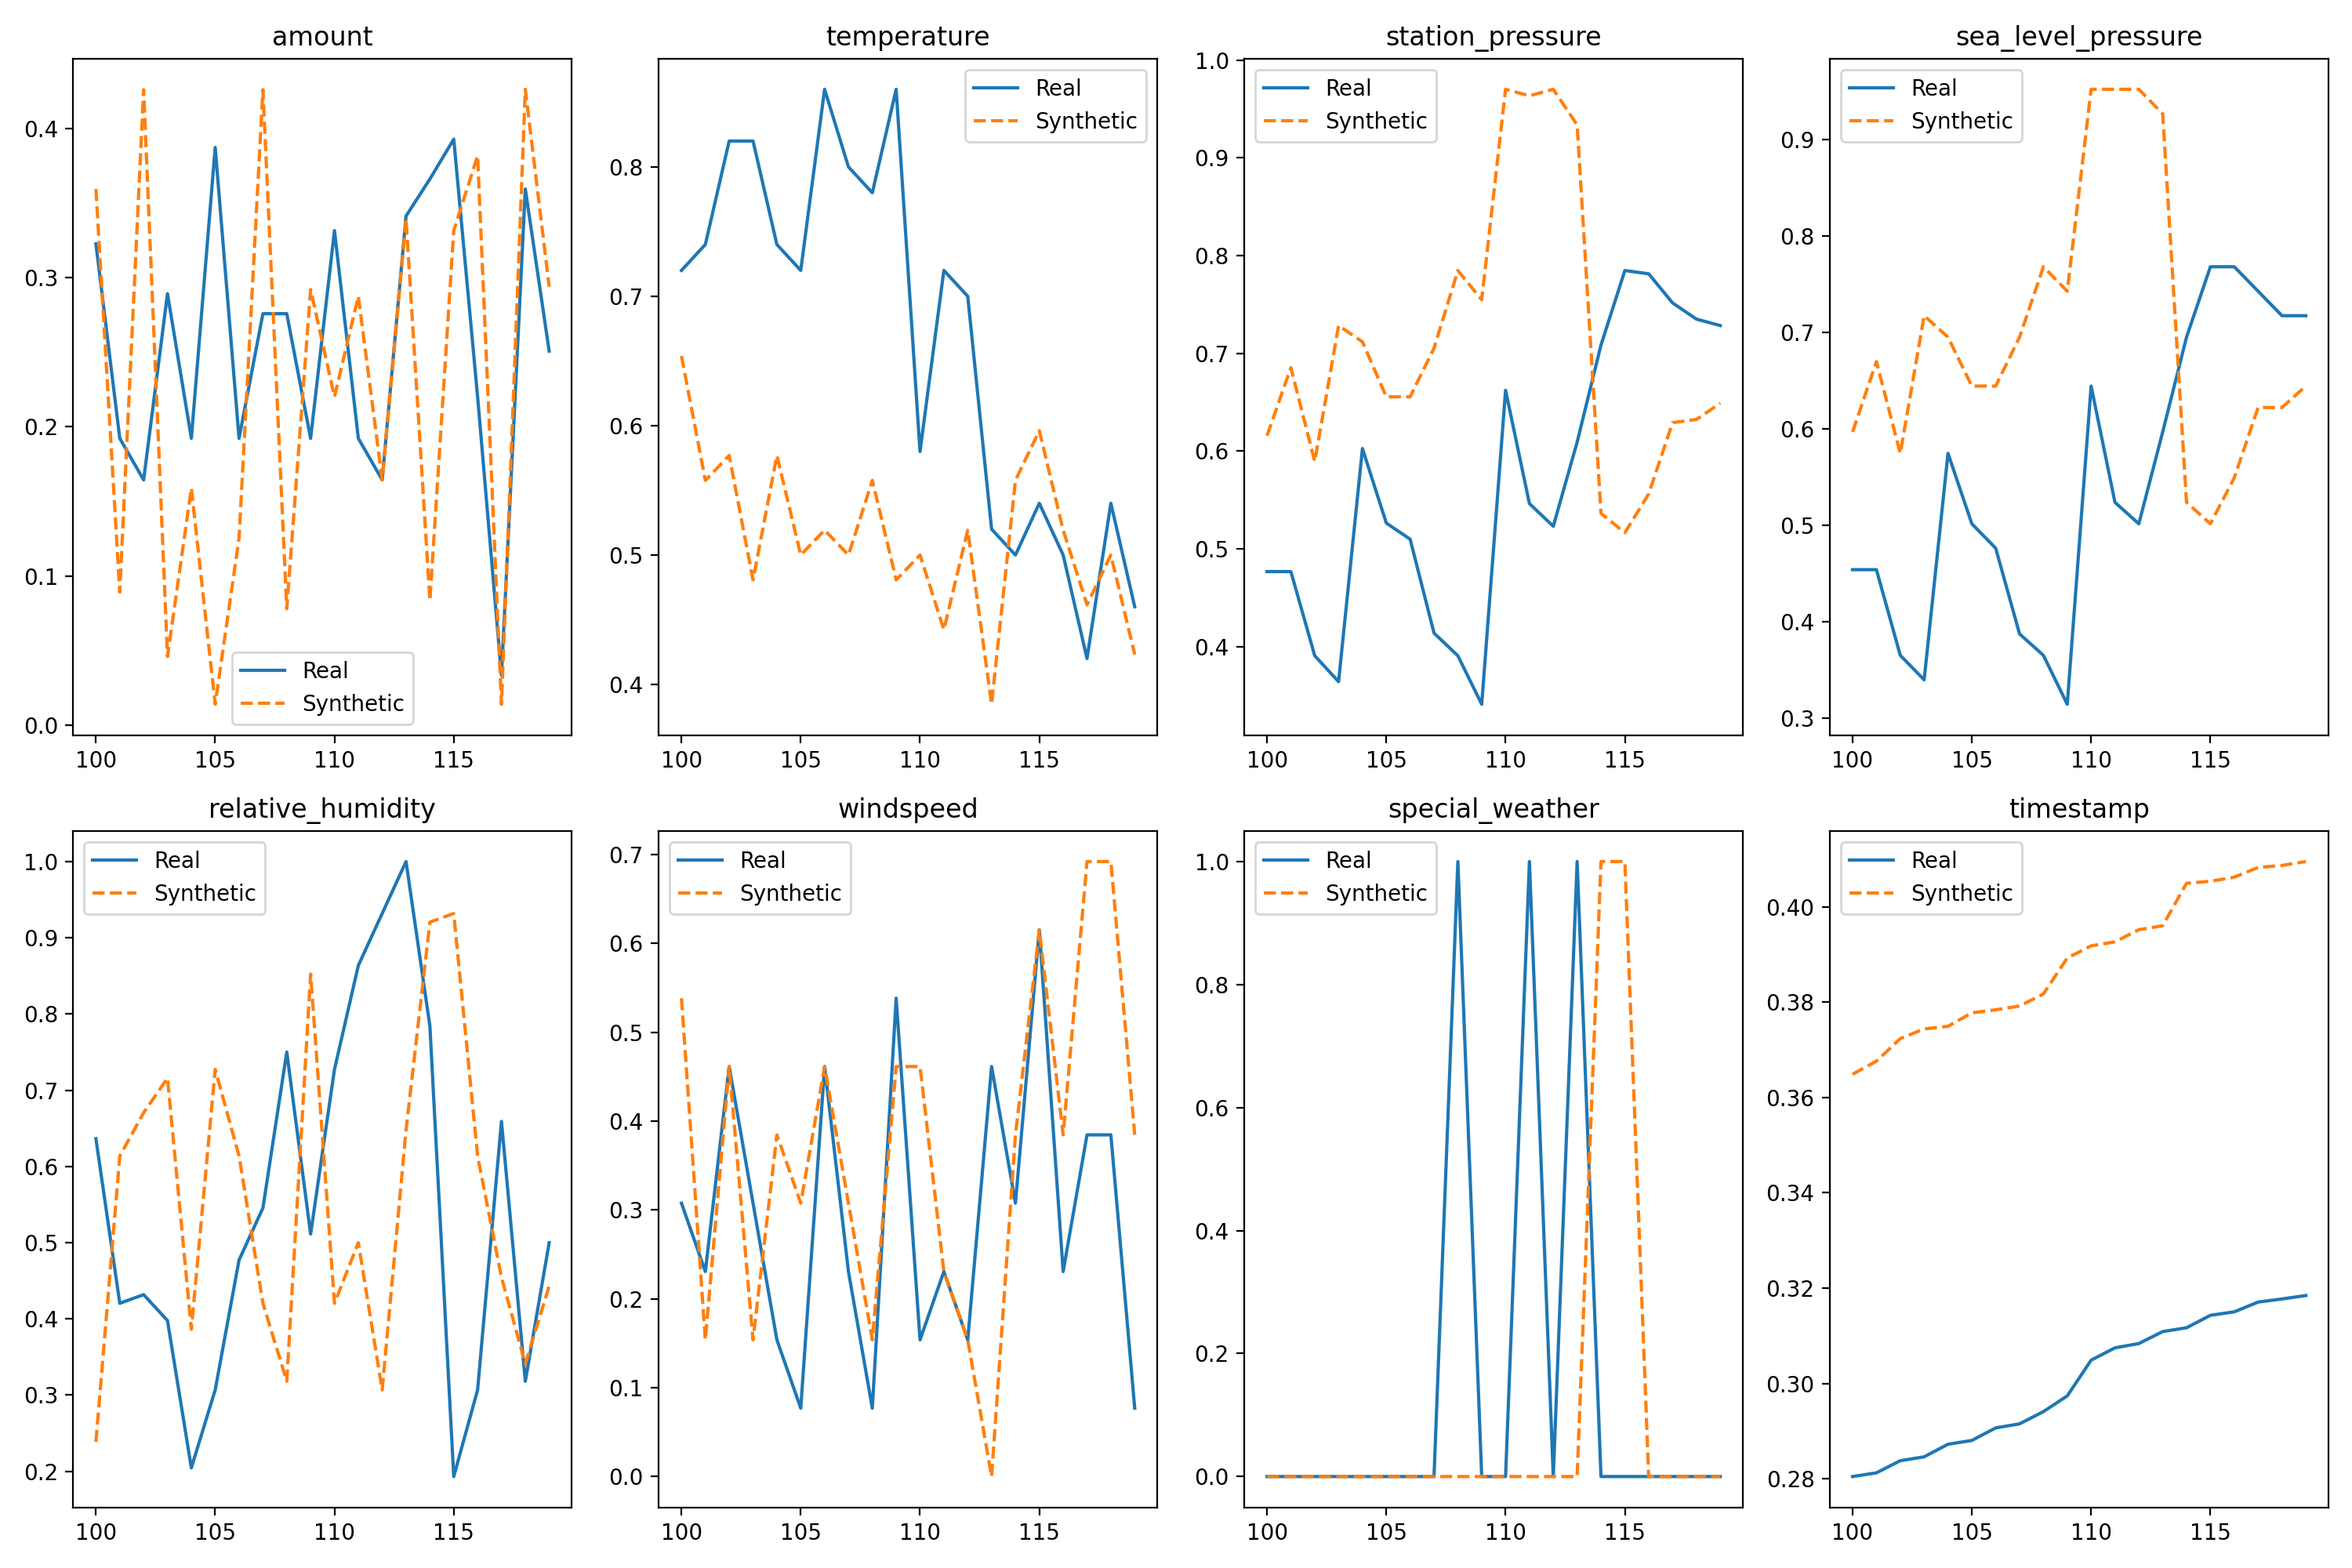 amount
0.4
0.3
0.2
0.1
0.0
Real
Synthetic
100 105 110 115
temperature
Real
Synthetic
0.8
0.7
0.6
0.5
0.4
100 105 110 115
station_pressure
1.0
Real
Synthetic
0.9
0.8
0.7
0.6
0.5
0.4
100 105 110 115
sea_level_pressure
Real
Synthetic
0.9
0.8
0.7
0.6
0.5
0.4
0.3
100 105 110 115
relative_humidity
Real
Synthetic
1.0
0.9
0.8
0.7
0.6
0.5
0.4
0.3
0.2
100 105 110 115
windspeed
Real
Synthetic
0.7
0.6
0.5
0.4
0.3
0.2
0.1
0.0
100 105 110 115
special_weather
Real
Synthetic
1.0
0.8
0.6
0.4
0.2
0.0
100 105 110 115
timestamp
Real
Synthetic
0.40
0.38
0.36
0.34
0.32
0.30
0.28
100 105 110 115